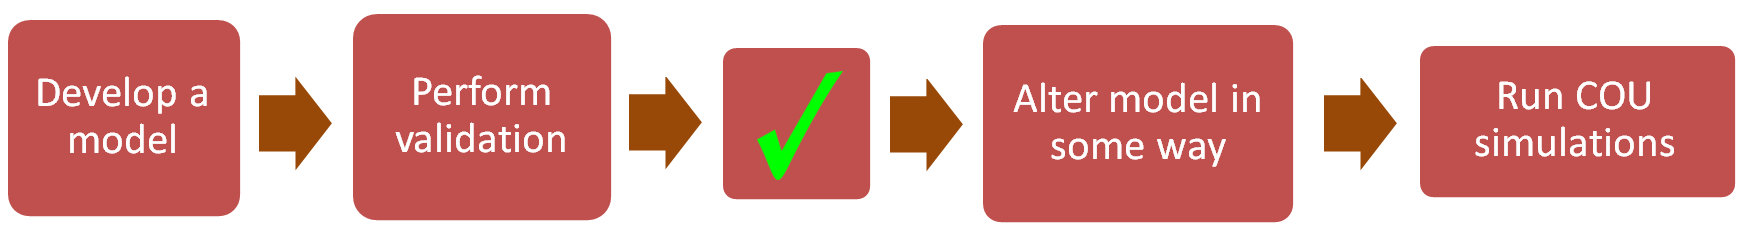 Develop a
model
Perform
validation
Alter model in
some way
Run COU
simulations